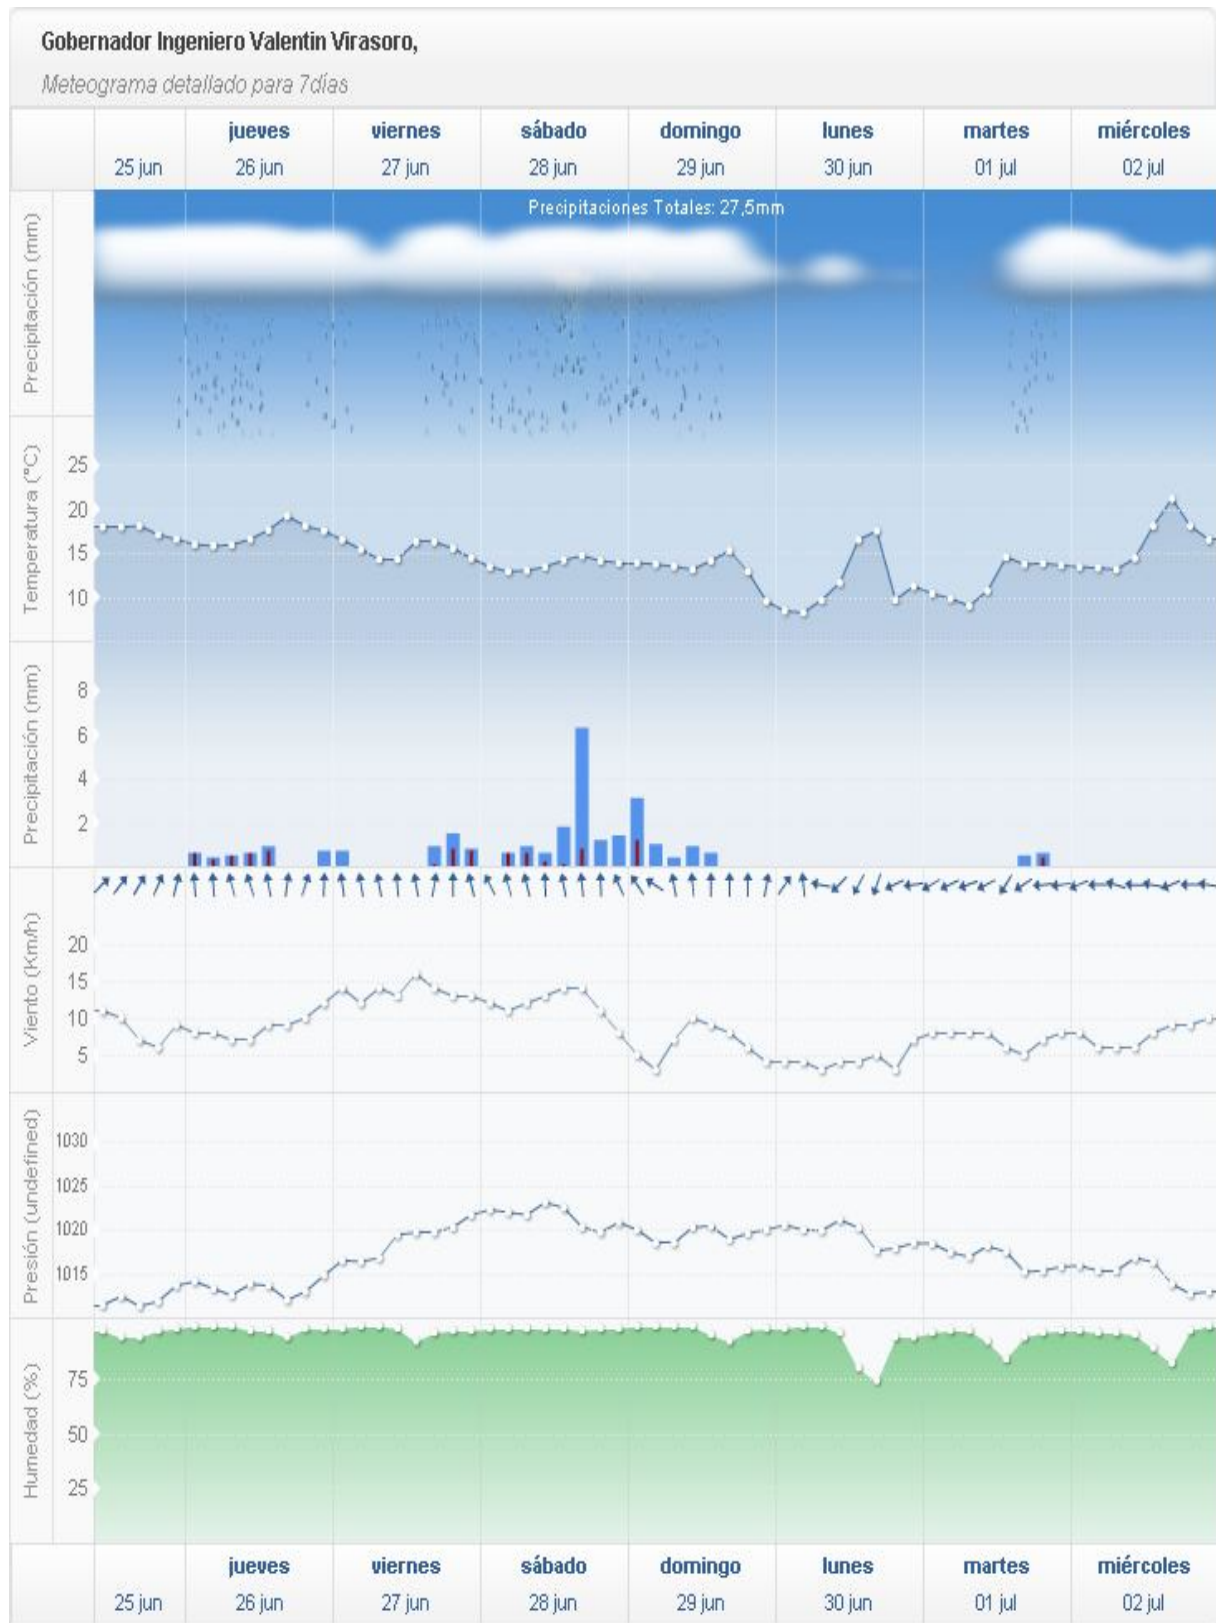 Gobernador Ingeniero Valentin Virasoro,
Meteograma detallado para 7días
jueves viernes sábado domingo lunes martes miércoles
25 jun 26 jun 27 jun 28 jun 29 jun 30 jun 01 jul 02 jul
Precipitaciones Totales: 27,5mm
Precipitación (mm)
Temperatura (°C)
25
20
15
10
Precipitación (mm)
8
6
4
2
Viento (Km/h)
20
15
10
5
Presión (undefined)
1030
1025
1020
1015
Humedad (%)
75
50
25
jueves viernes sábado domingo lunes martes miércoles
25 jun 26 jun 27 jun 28 jun 29 jun 30 jun 01 jul 02 jul